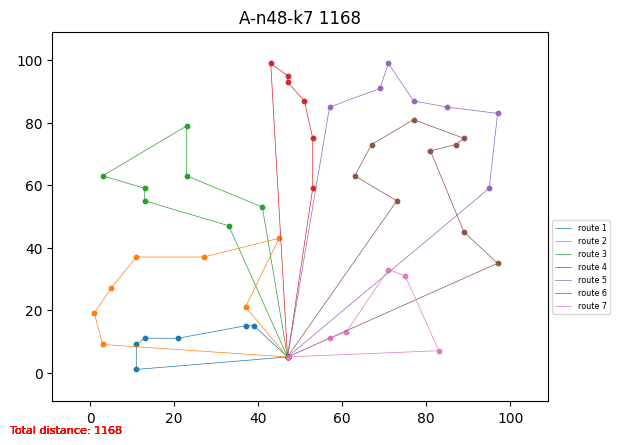 A-n48-k7 1168
100
80
60
40
20
0
0 20 40 60 80 100
route 1
route 2
route 3
route 4
route 5
route 6
route 7
Total distance: 1168